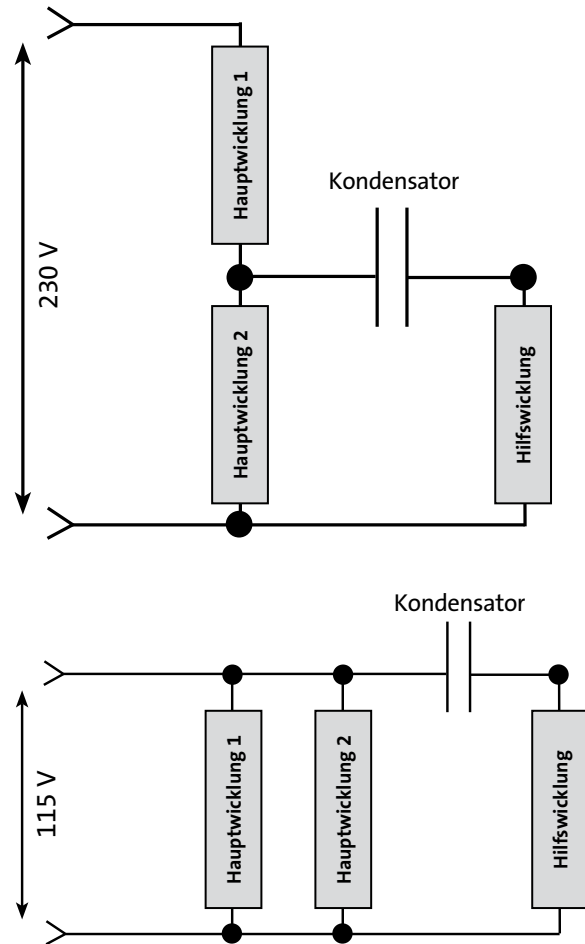 Hauptwicklung 1
Kondensator
230 V
Hauptwicklung 2
Hilfswicklung
Kondensator
115 V
Hauptwicklung 1
Hauptwicklung 2
Hilfswicklung